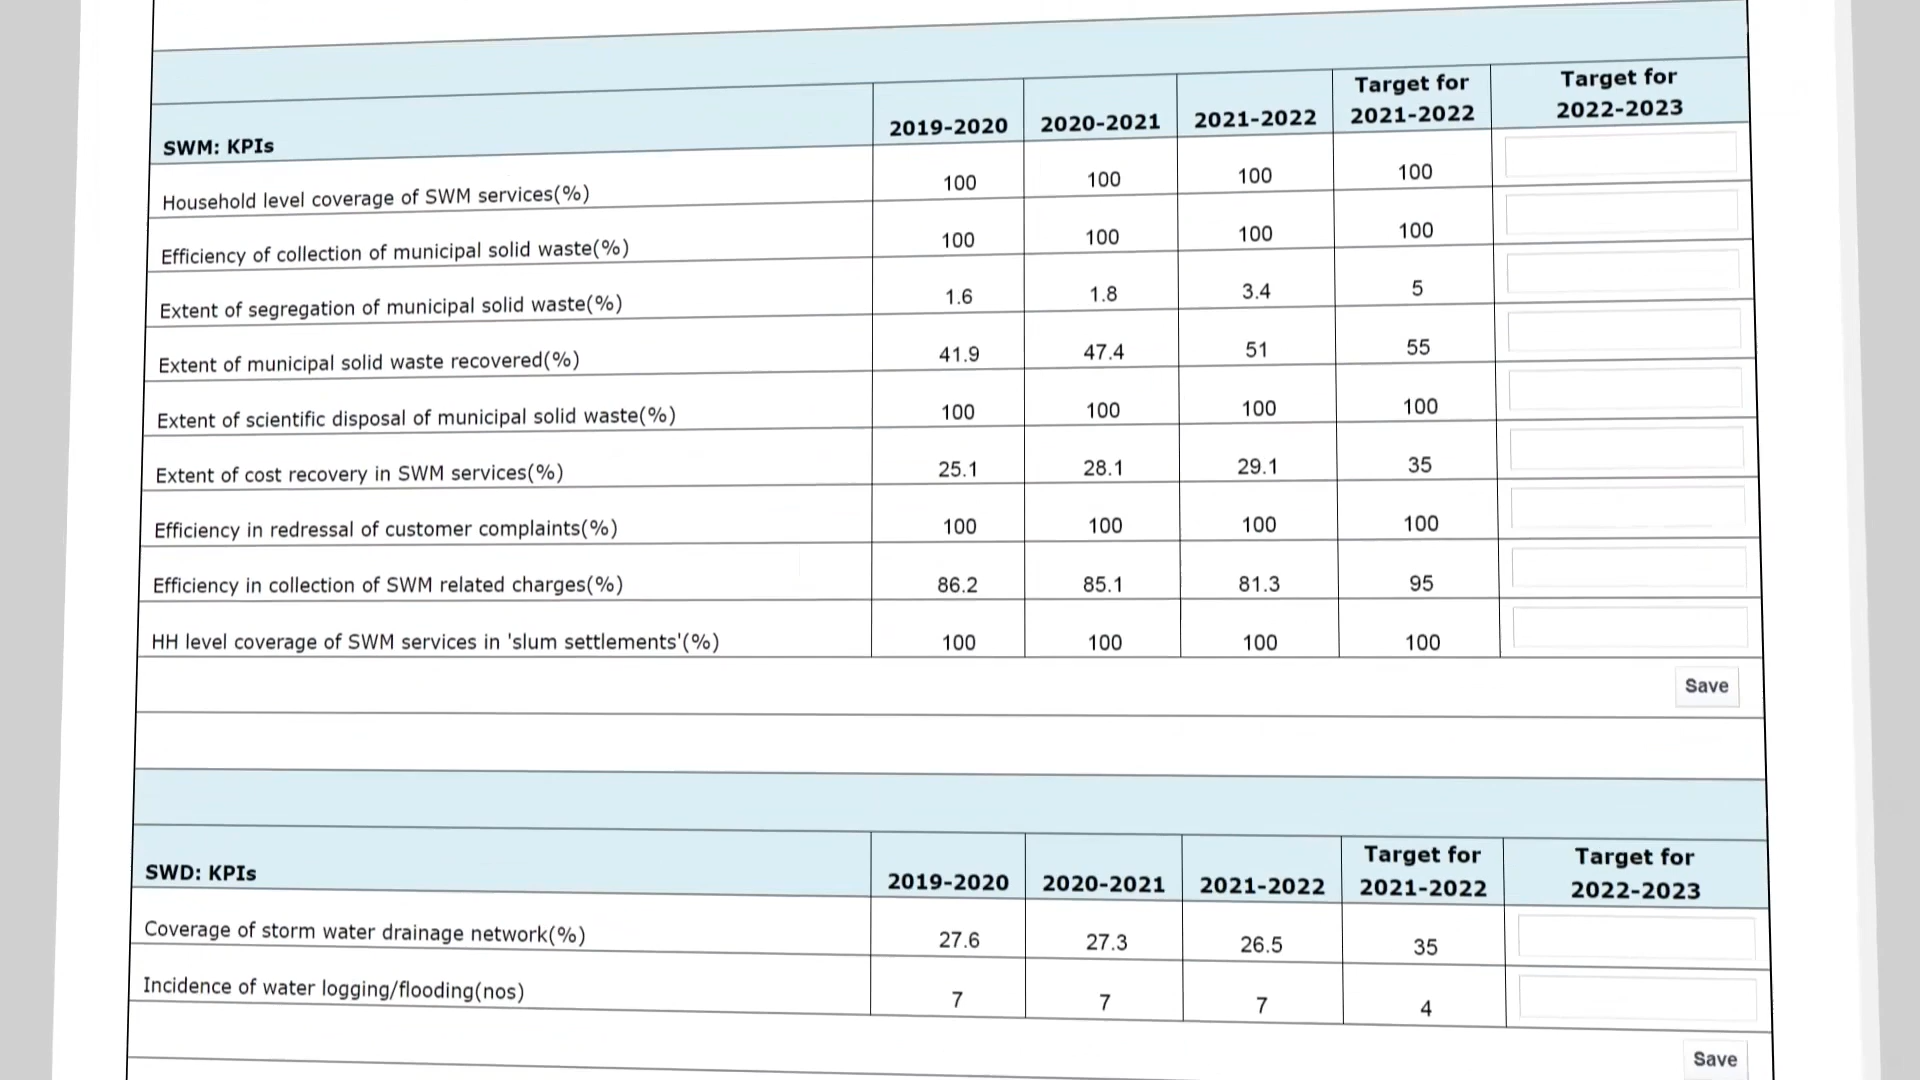 SWM: KPIs 2019-2020 2020-2021 2021-2022 Target for 2021-2022 Target for 2022-2023
Household level coverage of SWM services(%) 100 100 100 100
Efficiency of collection of municipal solid waste(%) 100 100 100 100
Extent of segregation of municipal solid waste(%) 1.6 1.8 3.4 5
Extent of municipal solid waste recovered(%) 41.9 47.4 51 55
Extent of scientific disposal of municipal solid waste(%) 100 100 100 100
Extent of cost recovery in SWM services(%) 25.1 28.1 29.1 35
Efficiency in redressal of customer complaints(%) 100 100 100 100
Efficiency in collection of SWM related charges(%) 86.2 85.1 81.3 95
HH level coverage of SWM services in 'slum settlements'(%) 100 100 100 100
Save
SWD: KPIs 2019-2020 2020-2021 2021-2022 Target for 2021-2022 Target for 2022-2023
Coverage of storm water drainage network(%) 27.6 27.3 26.5 35
Incidence of water logging/flooding(nos) 7 7 7 4
Save